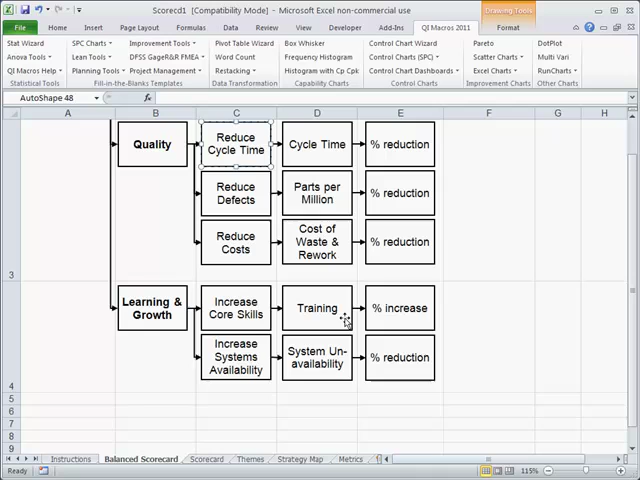 Scorecd1 [Compatibility Mode] - Microsoft Excel non-commercial use
Drawing Tools
File Home Insert Page Layout Formulas Data Review View Developer Add-Ins QI Macros 2011 Format
Stat Wizard SPC Charts Improvement Tools Pivot Table Wizard Box Whisker Control Chart Wizard Pareto DotPlot
Anova Tools Lean Tools DFSS GageR&R FMEA Word Count Frequency Histogram Control Charts (SPC) Scatter Charts Multi Vari
QI Macros Help Planning Tools Project Management Restacking Histogram with Cp Cpk Control Chart Dashboards Excel Charts RunCharts
Statistical Tools Fill-in-the-Blanks Templates Data Transformation Cp Cpk Control Charts Other Charts
AutoShape 48 fx
A B C D E F G H
Quality
Reduce
Cycle Time
Cycle Time
% reduction
Reduce
Defects
Parts per
Million
% reduction
Reduce
Costs
Cost of
Waste &
Rework
% reduction
3
Learning &
Growth
Increase
Core Skills
Training
% increase
Increase
Systems
Availability
System Un-
availability
% reduction
4
5
6
7
8
9
Instructions Balanced Scorecard Scorecard Themes Strategy Map Metrics
Ready 115%